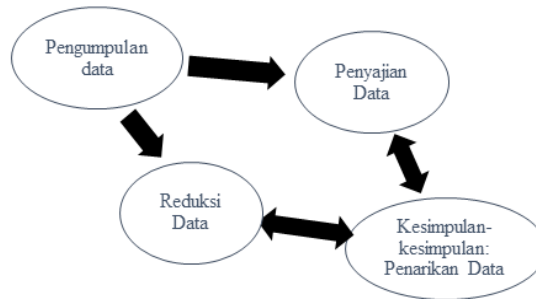 Pengumpulan
data
Penyajian
Data
Reduksi
Data
Kesimpulan-
kesimpulan:
Penarikan Data